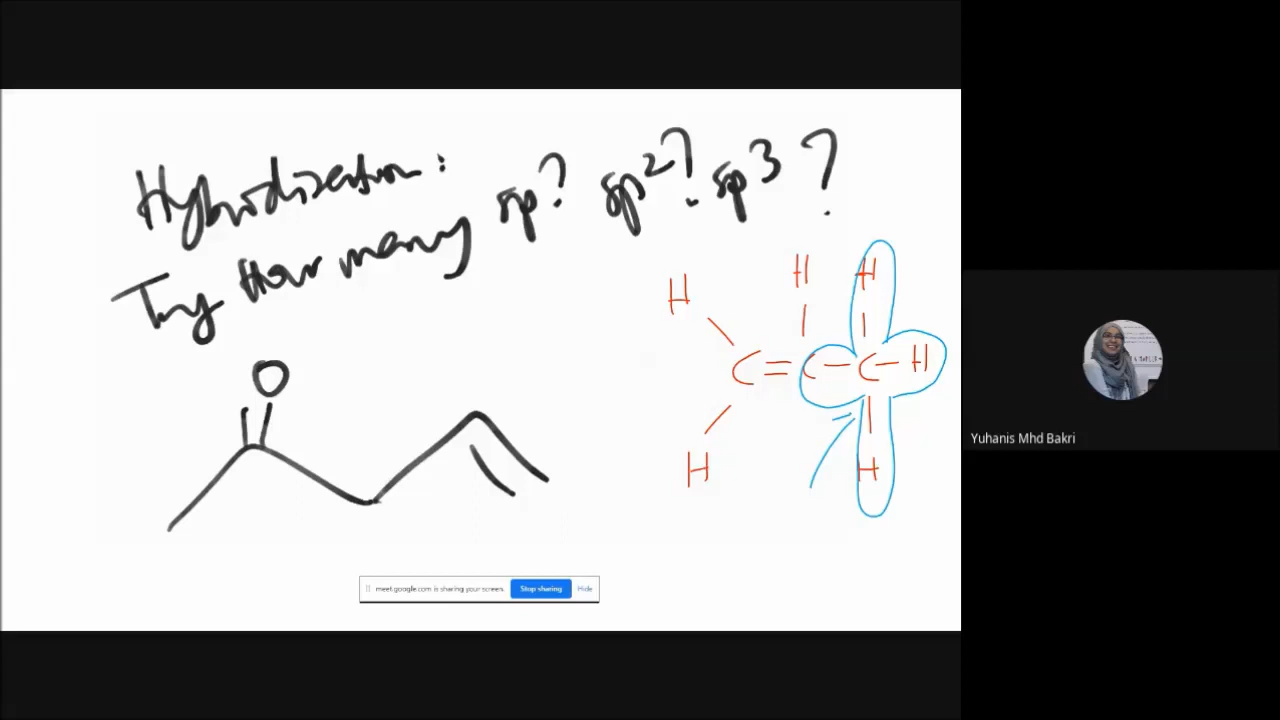 Hybridization:
sp? sp2? sp3?
Try How many
H H H
C = C - C - H
H H
O
meet.google.com is sharing your screen. Stop sharing Hide
Yuhanis Mhd Bakri